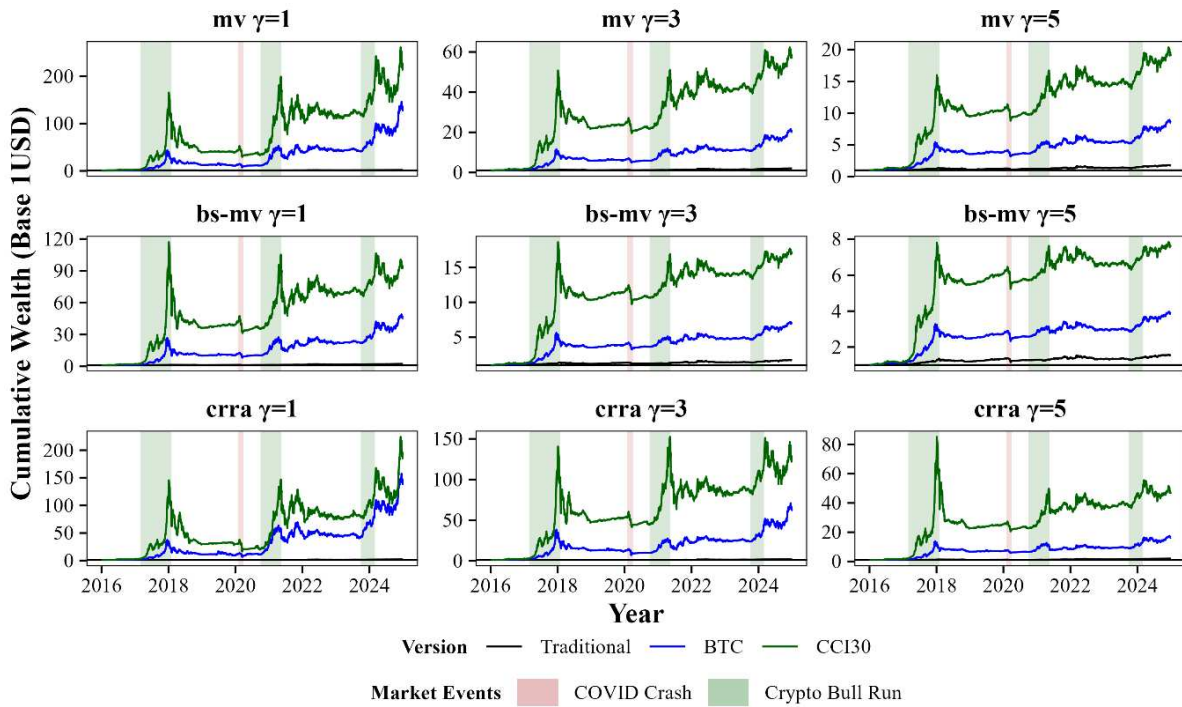 mv γ=1
mv γ=3
mv γ=5
200
100
0
60
40
20
0
20
15
10
5
0
bs-mv γ=1
bs-mv γ=3
bs-mv γ=5
120
90
60
30
0
15
10
5
8
6
4
2
crra γ=1
crra γ=3
crra γ=5
200
150
100
50
0
150
100
50
0
80
60
40
20
0
2016 2018 2020 2022 2024
2016 2018 2020 2022 2024
2016 2018 2020 2022 2024
Cumulative Wealth (Base 1USD)
Year
Version Traditional BTC CCI30
Market Events COVID Crash Crypto Bull Run